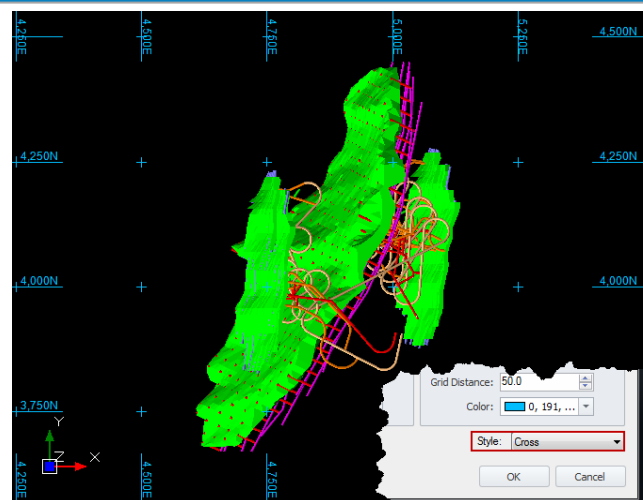 4,250E
4,500E
4,750E
5,000E
5,250E
4,500N
4,250N
4,250N
4,000N
4,000N
3,750N
Grid Distance: 50.0
Color: 0, 191, ...
Style: Cross
OK Cancel
Y
Z X
4,250E
4,500E
4,750E